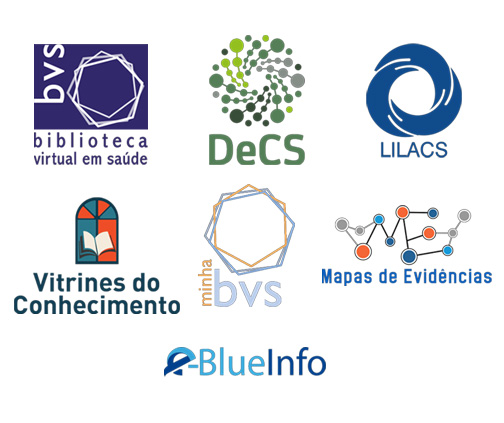 bvs
biblioteca
virtual em saúde
DeCS
LILACS
Vitrines do
Conhecimento
minha
bvs
Mapas de Evidências
e-BlueInfo